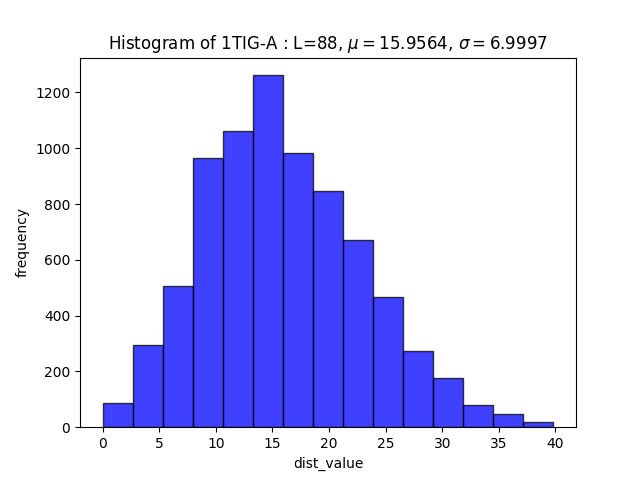 Histogram of 1TIG-A : L=88, μ = 15.9564, σ = 6.9997
1200
1000
800
600
400
200
0
frequency
0 5 10 15 20 25 30 35 40
dist_value